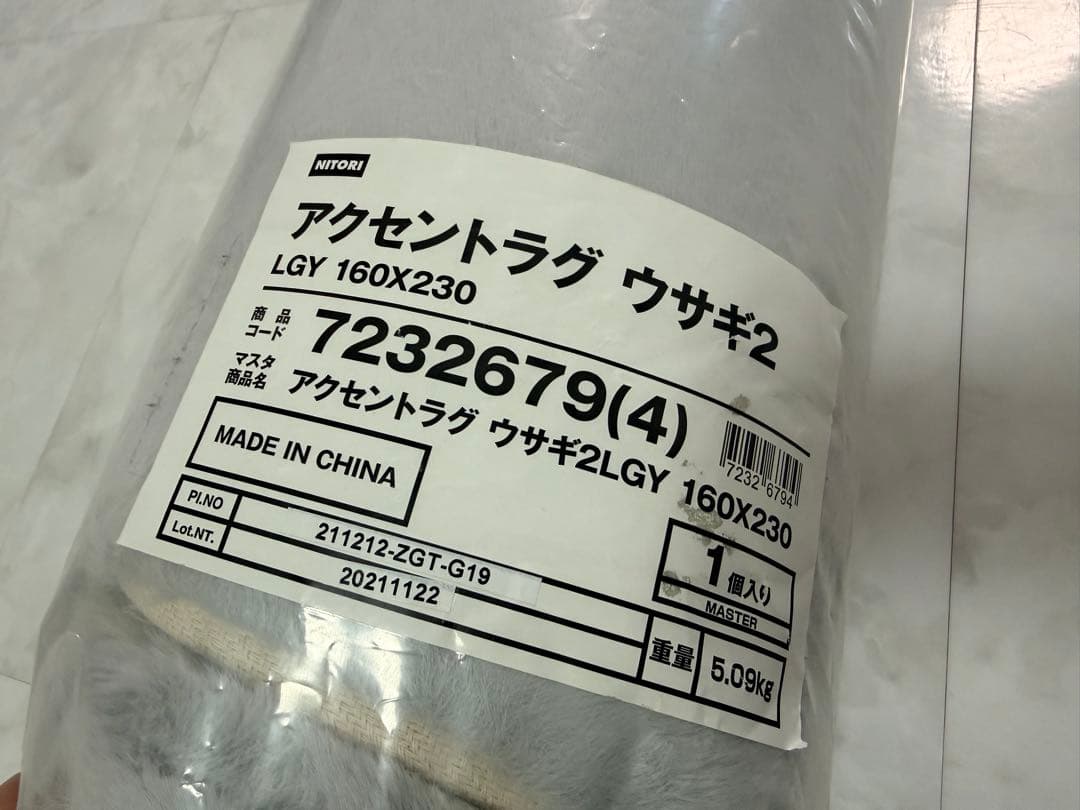 NITORI
アクセントラグ ウサギ2
LGY 160X230
商品コード 7232679(4)
マスタ商品名 アクセントラグ ウサギ2LGY 160X230
7232 6794
MADE IN CHINA
1個入り
MASTER
PI.NO 211212-ZGT-G19
Lot.NT. 20211122
重量 5.09kg